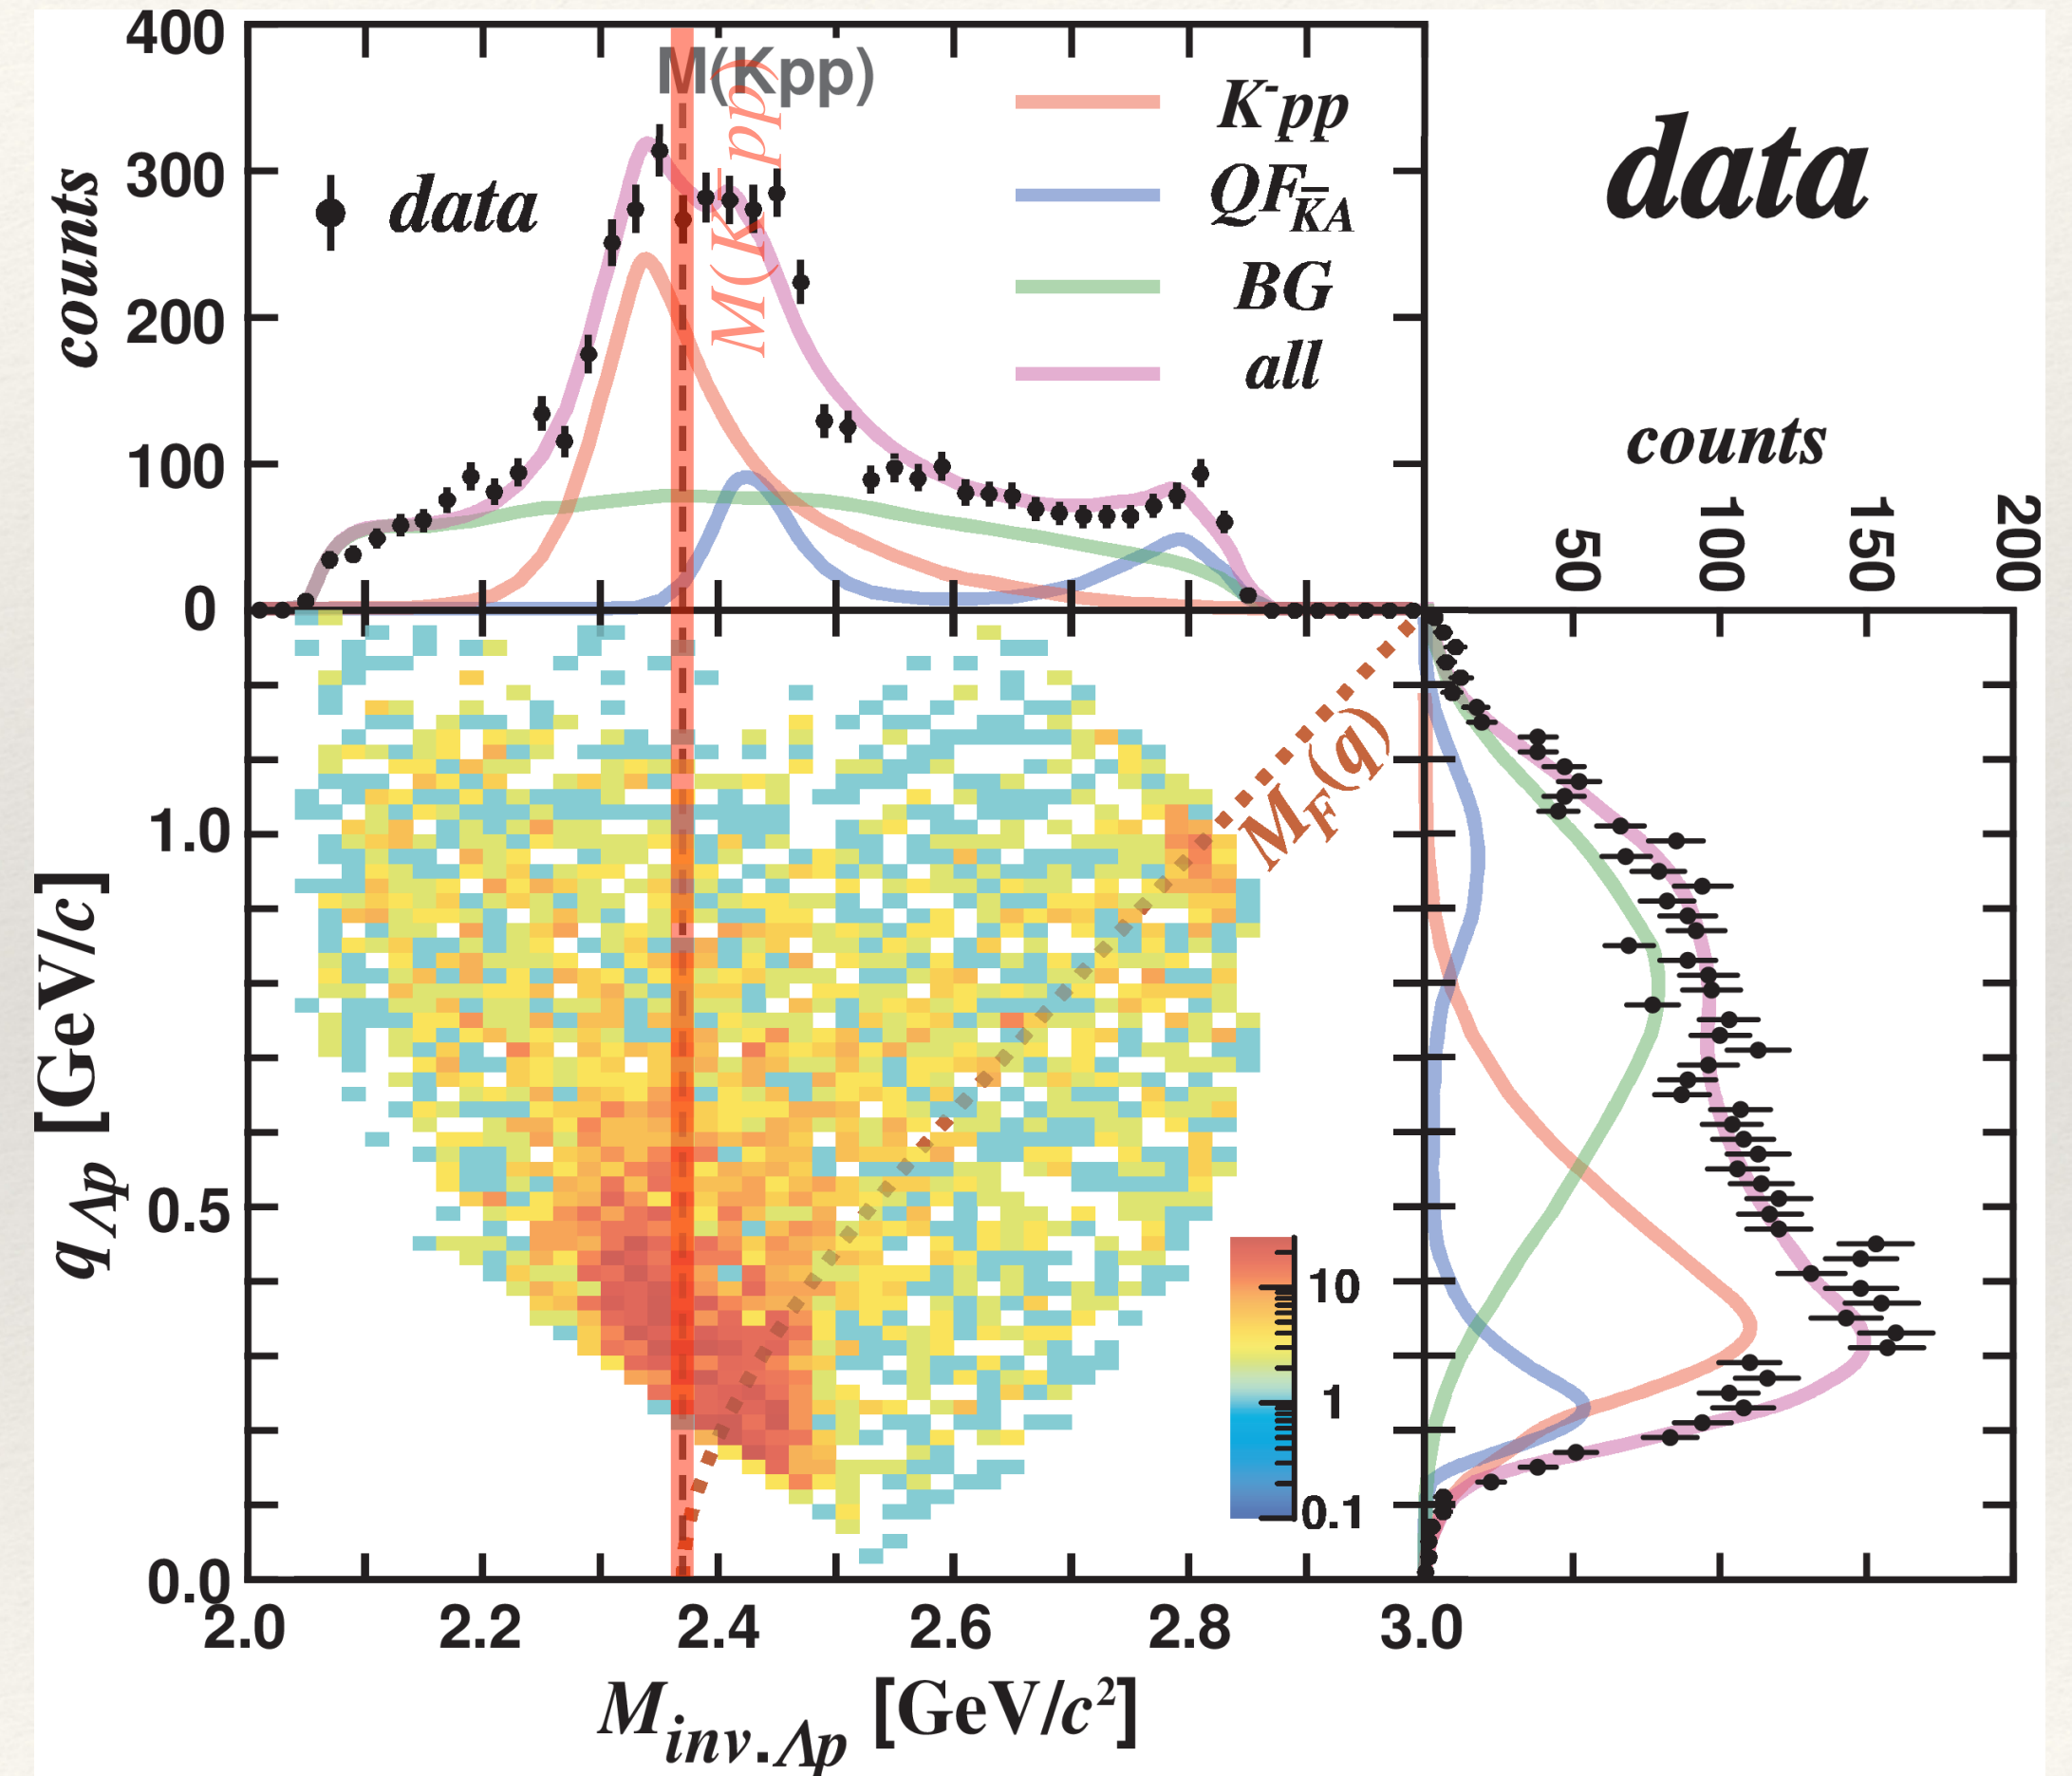 400
300
200
100
0
counts
M(Kpp)
M(K̅pp)
data
K⁻pp
QF_K̅A
BG
all
data
counts
50
100
150
200
M_F(q)
1.0
0.5
0.0
q_Λp [GeV/c]
10
1
0.1
2.0
2.2
2.4
2.6
2.8
3.0
M_inv.Λp [GeV/c²]